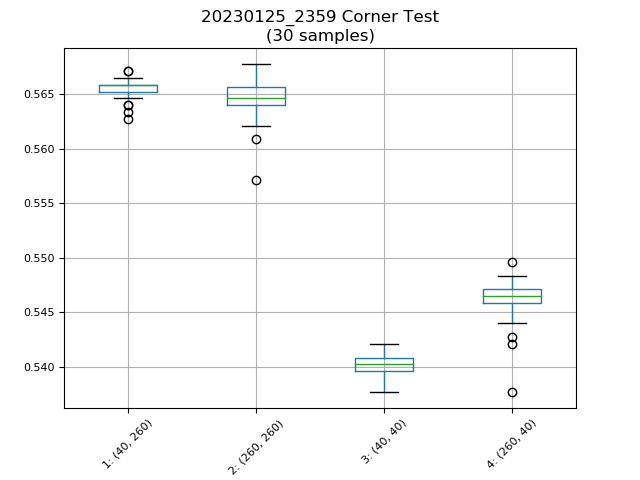 20230125_2359 Corner Test
(30 samples)
0.565
0.560
0.555
0.550
0.545
0.540
1: (40, 260)
2: (260, 260)
3: (40, 40)
4: (260, 40)